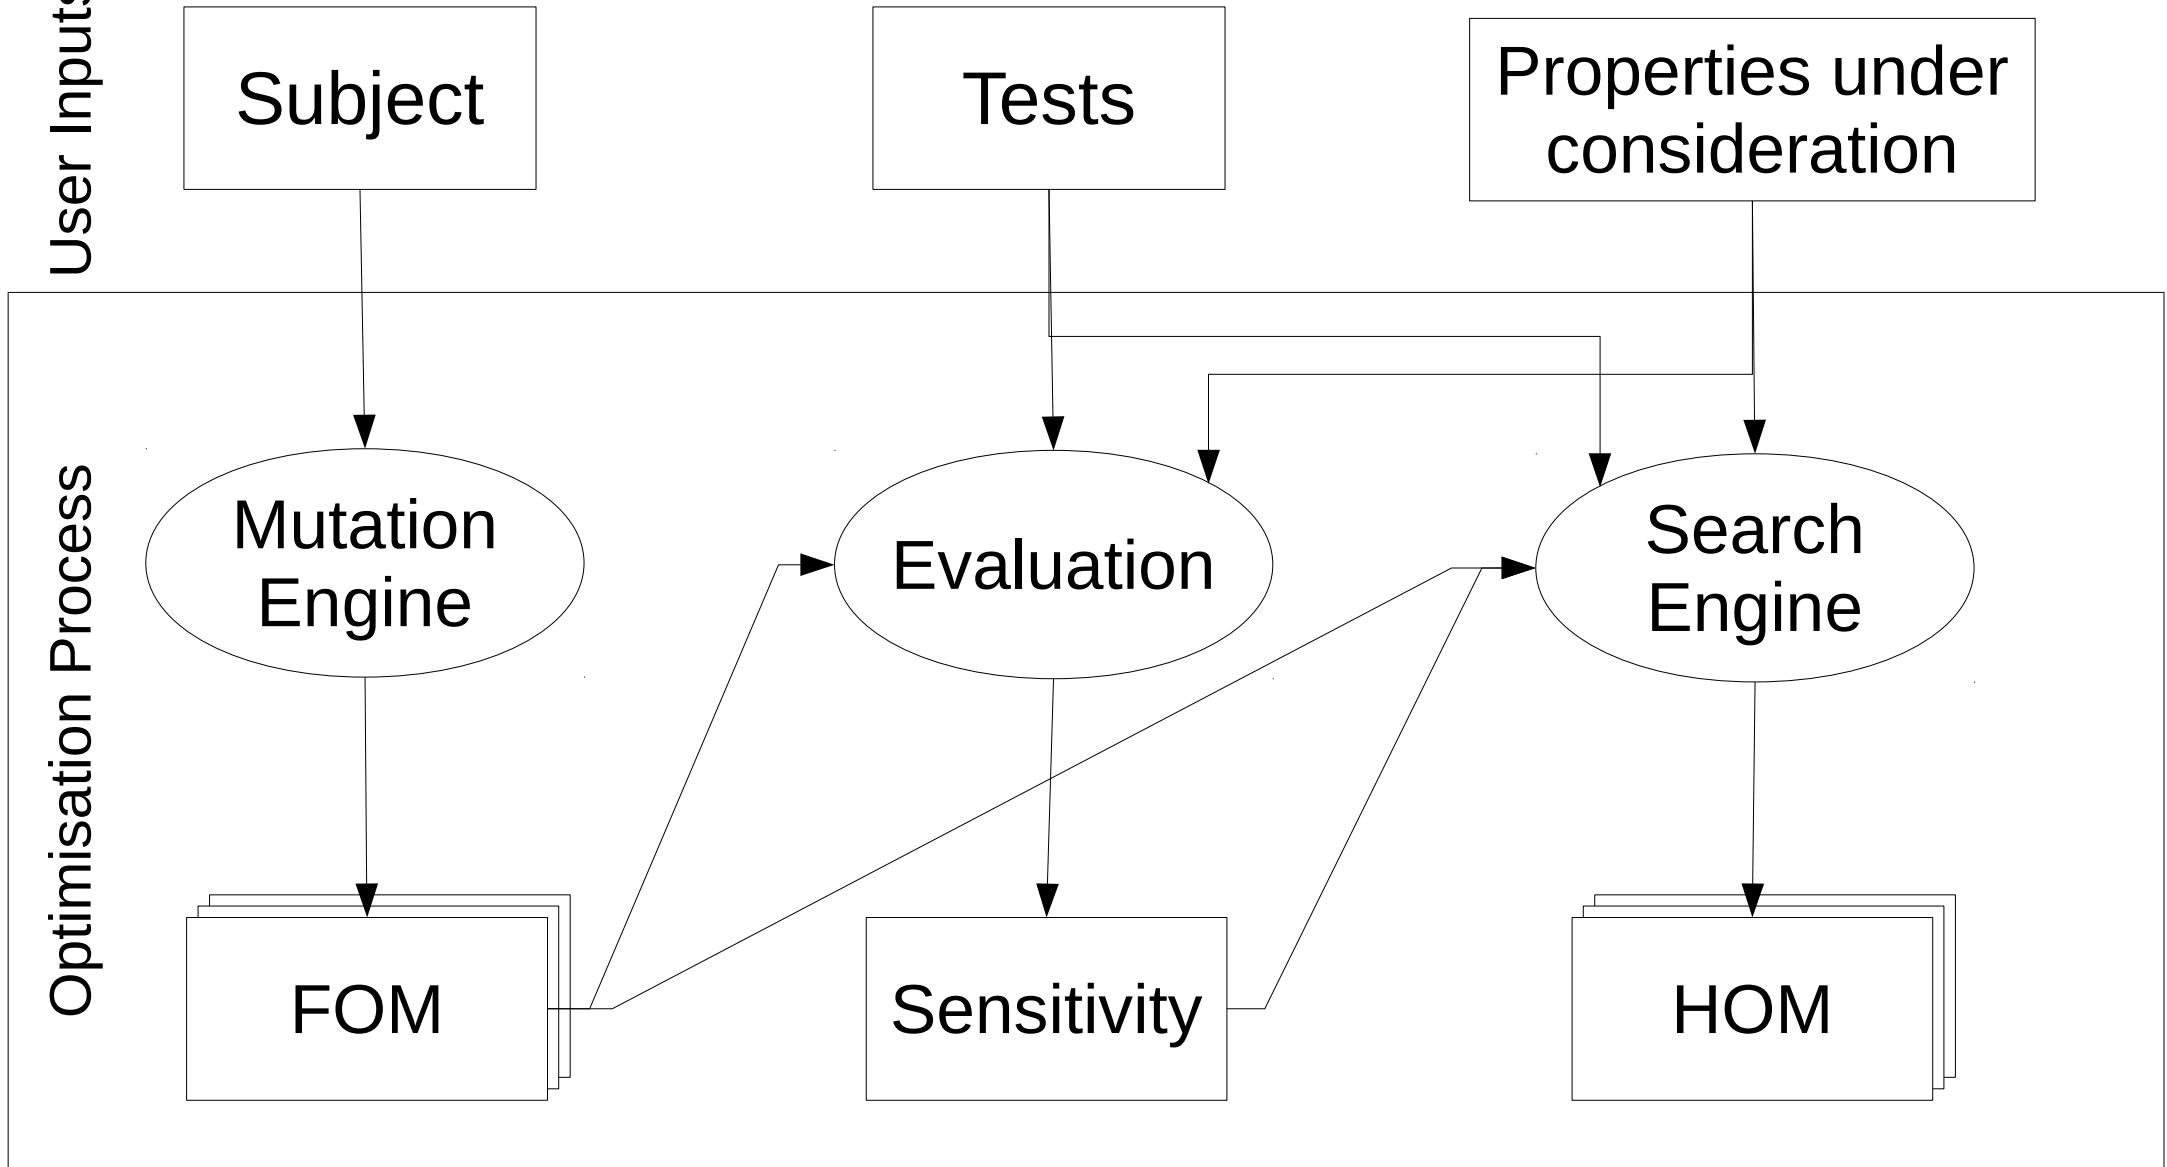 User Inputs
Subject
Tests
Properties under
consideration
Optimisation Process
Mutation
Engine
Evaluation
Search
Engine
FOM
Sensitivity
HOM